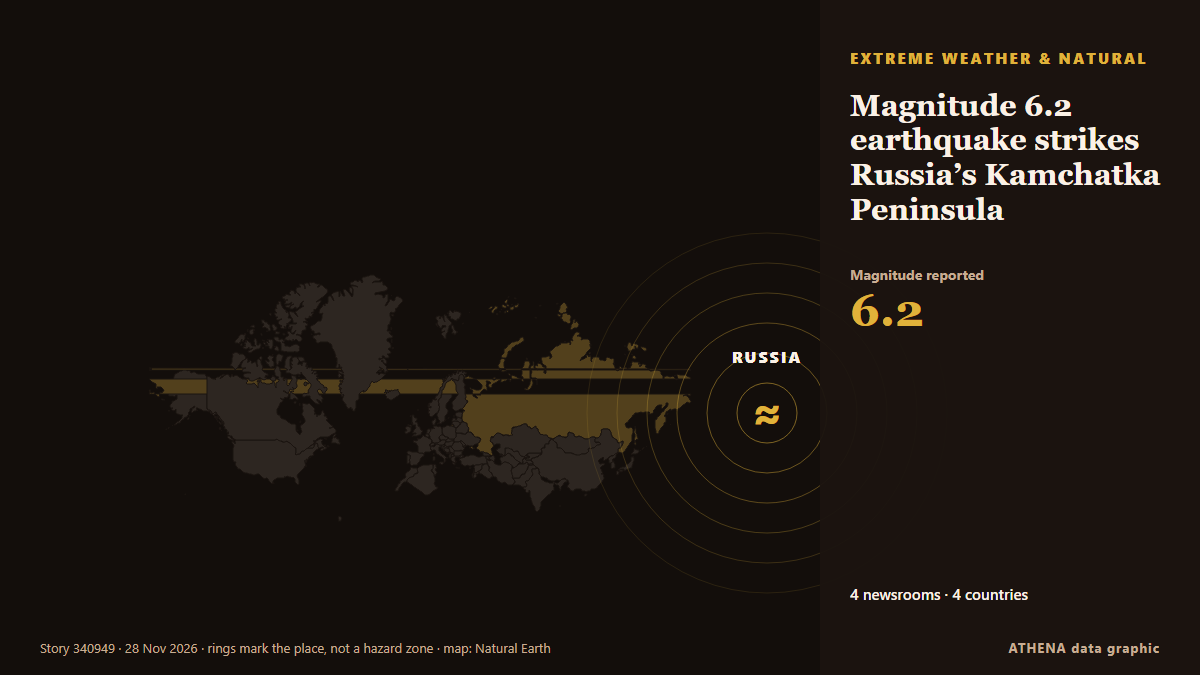 EXTREME WEATHER & NATURAL
Magnitude 6.2
earthquake strikes
Russia’s Kamchatka
Peninsula
Magnitude reported
6.2
RUSSIA
≈
4 newsrooms · 4 countries
Story 340949 · 28 Nov 2026 · rings mark the place, not a hazard zone · map: Natural Earth
ATHENA data graphic